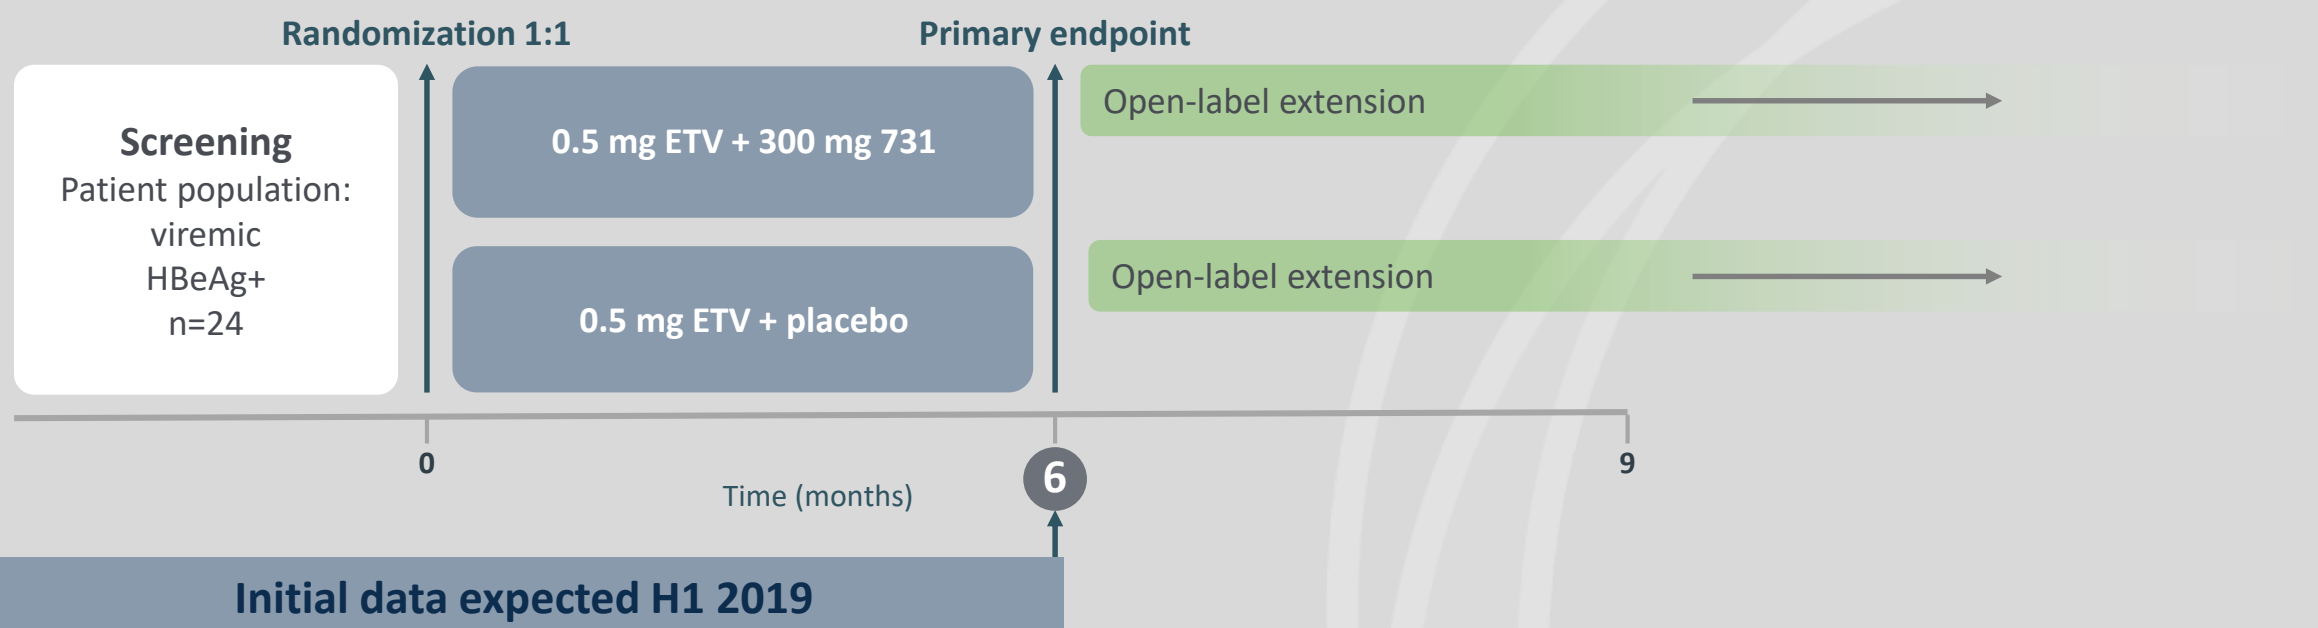 Randomization 1:1
Primary endpoint
Screening
Patient population:
viremic
HBeAg+
n=24
0.5 mg ETV + 300 mg 731
0.5 mg ETV + placebo
Open-label extension
Open-label extension
0
6
9
Time (months)
Initial data expected H1 2019